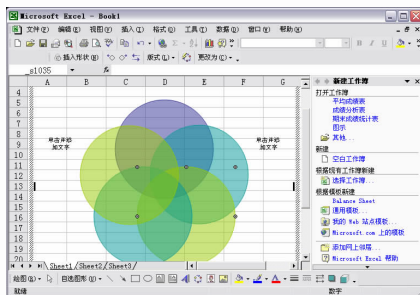 Microsoft Excel - Book1
文件(F) 编辑(E) 视图(V) 插入(I) 格式(O) 工具(T) 数据(D) 窗口(W) 帮助(H)
插入形状(N) 版式(L) 更改为(C)
_s1035 fx
A B C D E F G
4
5
6
7
8
9
10
11
12
13
14
15
16
17
18
19
20
单击并添
加文字
单击并添
加文字
Sheet1 Sheet2 Sheet3
绘图(R) 自选图形(U)
就绪 数字
新建工作簿
打开工作簿
平均成绩表
成绩分析表
期末成绩统计表
图示
其他...
新建
空白工作簿
根据现有工作簿新建
选择工作簿...
根据模板新建
Balance Sheet
通用模板...
我的 Web 站点模板...
Microsoft.com 上的模板
添加网上邻居...
Microsoft Excel 帮助